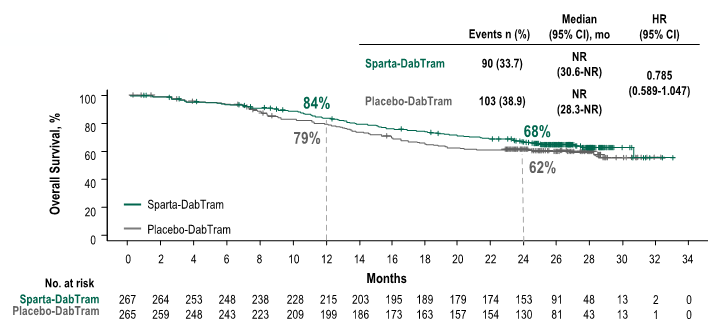 Events n (%) Median (95% CI), mo HR (95% CI)
Sparta-DabTram 90 (33.7) NR (30.6-NR) 0.785 (0.589-1.047)
Placebo-DabTram 103 (38.9) NR (28.3-NR)
Overall Survival, %
100
80
60
40
20
0
84%
79%
68%
62%
Sparta-DabTram
Placebo-DabTram
0 2 4 6 8 10 12 14 16 18 20 22 24 26 28 30 32 34
Months
No. at risk
Sparta-DabTram 267 264 253 248 238 228 215 203 195 189 179 174 153 91 48 13 2 0
Placebo-DabTram 265 259 248 243 223 209 199 186 173 163 157 154 130 81 43 13 1 0